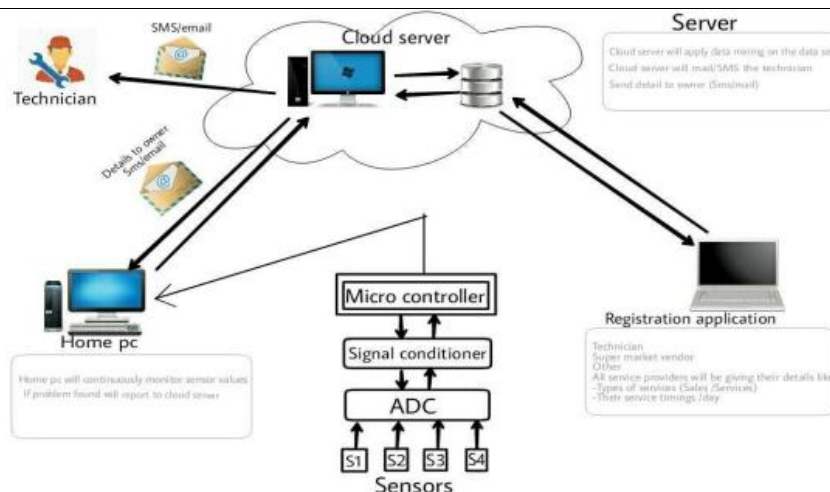 SMS/email
Technician
Cloud server
Server
Cloud server will apply data mining on the data se
Cloud server will mail/SMS the technician
Send detail to owner (Sms/mail)
Details to owner
Sms/email
Home pc
Home pc will continuously monitor sensor values
If problem found will report to cloud server
Micro controller
Signal conditioner
ADC
S1 S2 S3 S4
Sensors
Registration application
Technician
Super market vendor
Other
All service providers will be giving their details like
-Types of services (Sales /Services)
-Their service timings /day